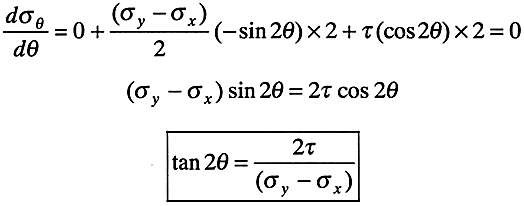 dσ_θ/dθ = 0 + (σ_y − σ_x)/2 (−sin 2θ) × 2 + τ(cos 2θ) × 2 = 0
(σ_y − σ_x) sin 2θ = 2τ cos 2θ
tan 2θ = 2τ/(σ_y − σ_x)